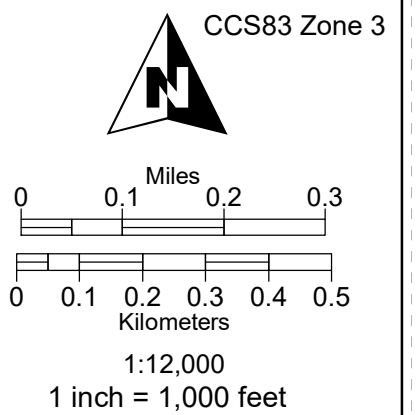 CCS83 Zone 3
N
Miles
0 0.1 0.2 0.3
0 0.1 0.2 0.3 0.4 0.5
Kilometers
1:12,000
1 inch = 1,000 feet